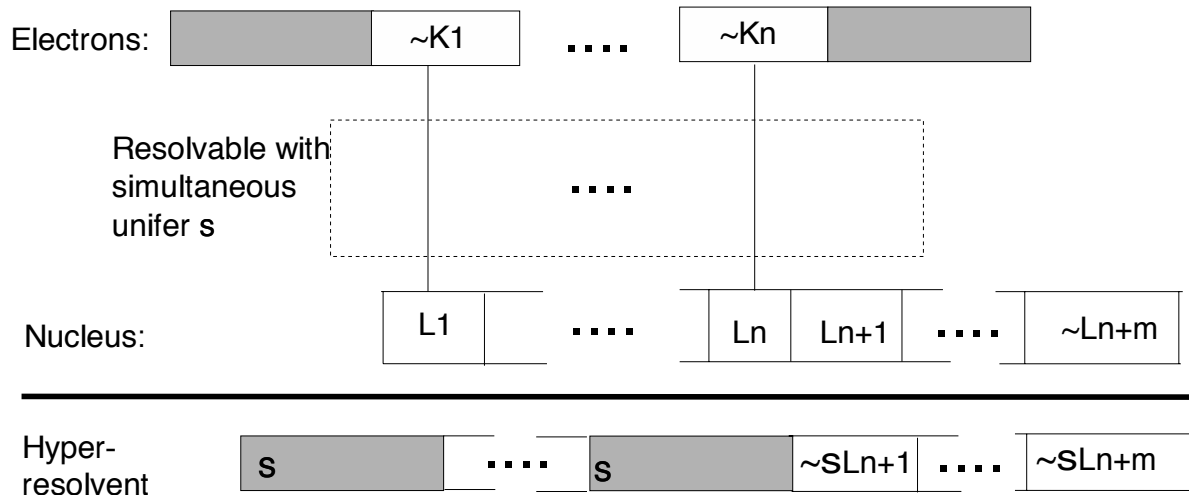 Electrons: ~K1 .... ~Kn
Resolvable with
simultaneous
unifer s
....
Nucleus: L1 .... Ln Ln+1 .... ~Ln+m
Hyper-
resolvent s .... s ~sLn+1 .... ~sLn+m